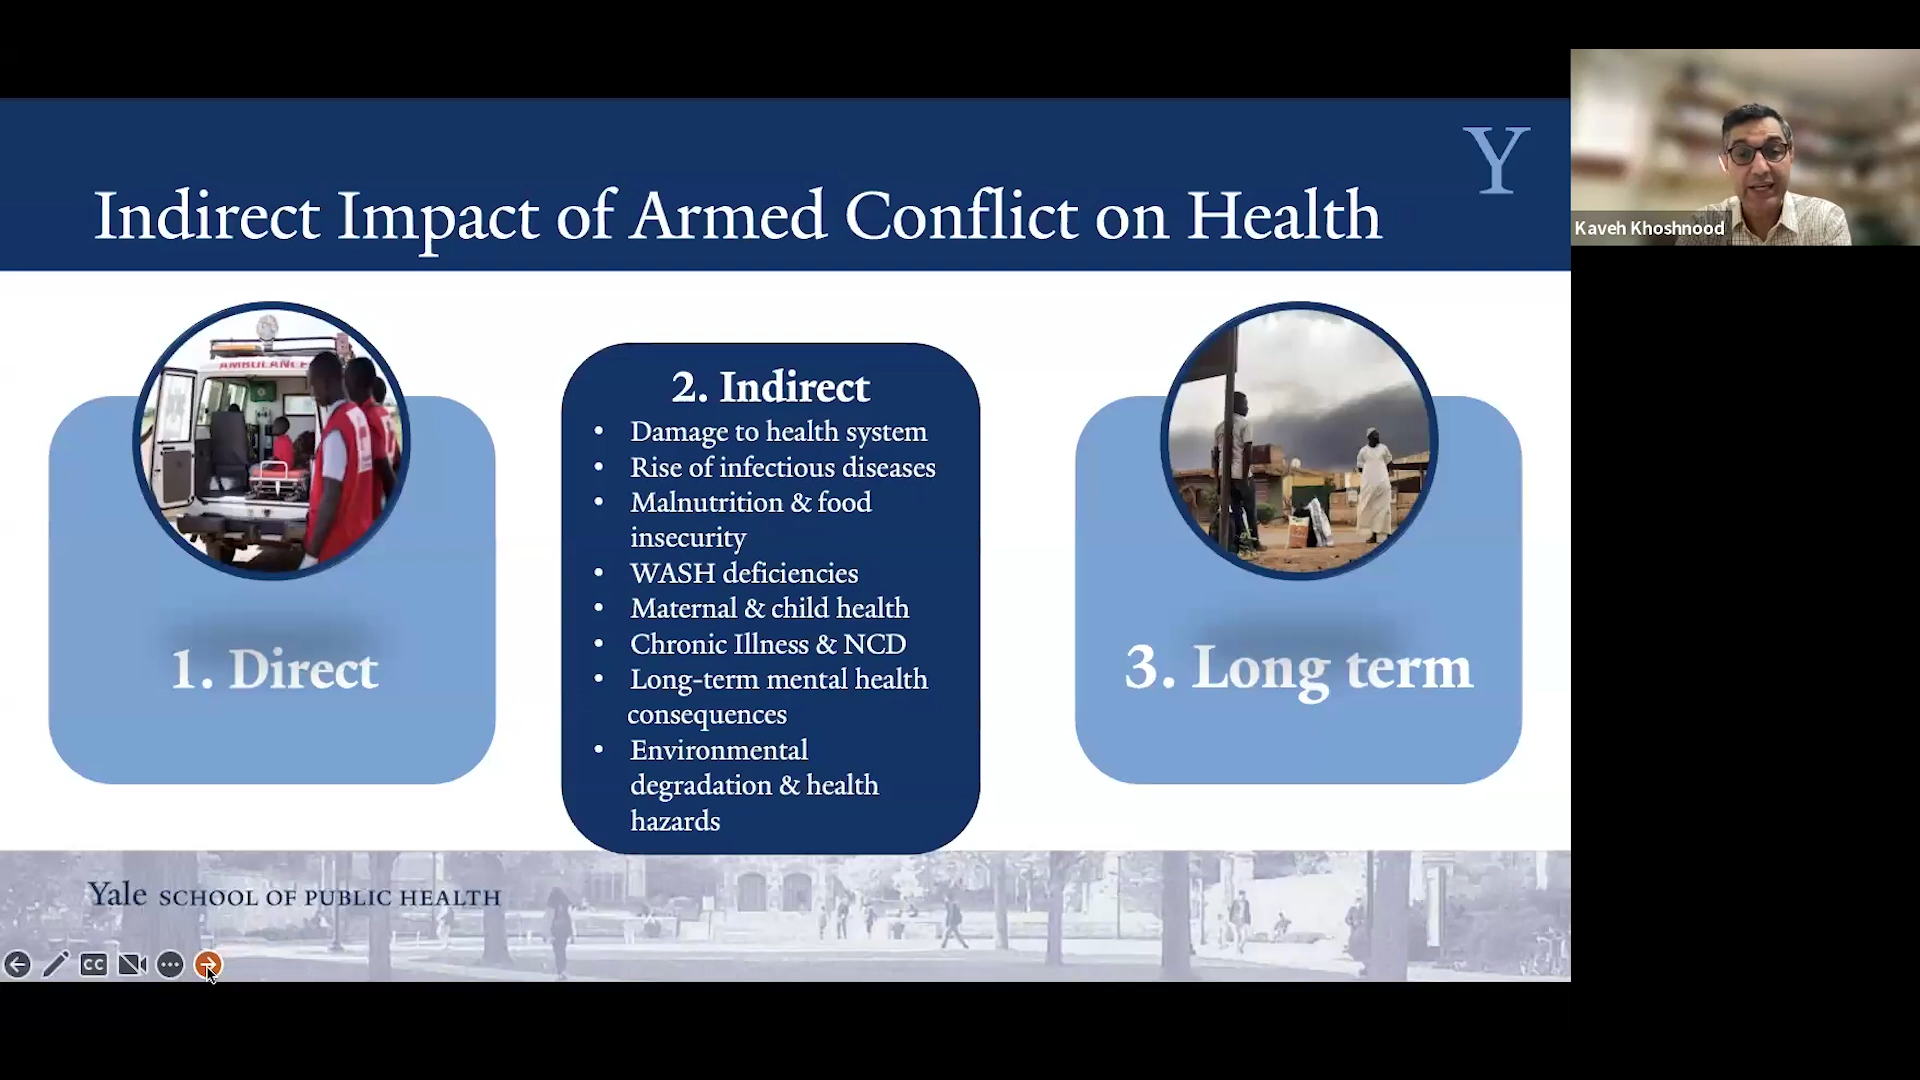 Y
Indirect Impact of Armed Conflict on Health
Kaveh Khoshnood
AMBULANCE
1. Direct
2. Indirect
• Damage to health system
• Rise of infectious diseases
• Malnutrition & food
insecurity
• WASH deficiencies
• Maternal & child health
• Chronic Illness & NCD
• Long-term mental health
consequences
• Environmental
degradation & health
hazards
3. Long term
Yale SCHOOL OF PUBLIC HEALTH
CC